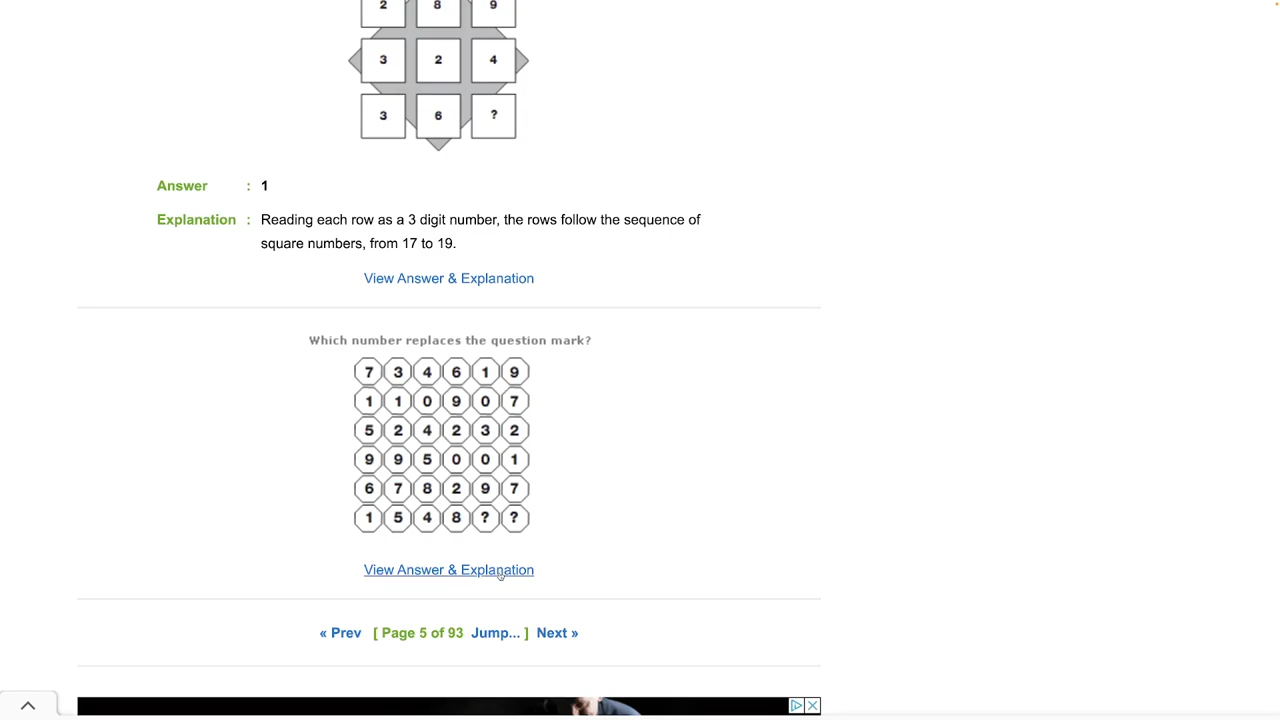 2 8 9
3 2 4
3 6 ?
Answer : 1
Explanation : Reading each row as a 3 digit number, the rows follow the sequence of
square numbers, from 17 to 19.
View Answer & Explanation
Which number replaces the question mark?
7 3 4 6 1 9
1 1 0 9 0 7
5 2 4 2 3 2
9 9 5 0 0 1
6 7 8 2 9 7
1 5 4 8 ? ?
View Answer & Explanation
« Prev [ Page 5 of 93 Jump... ] Next »